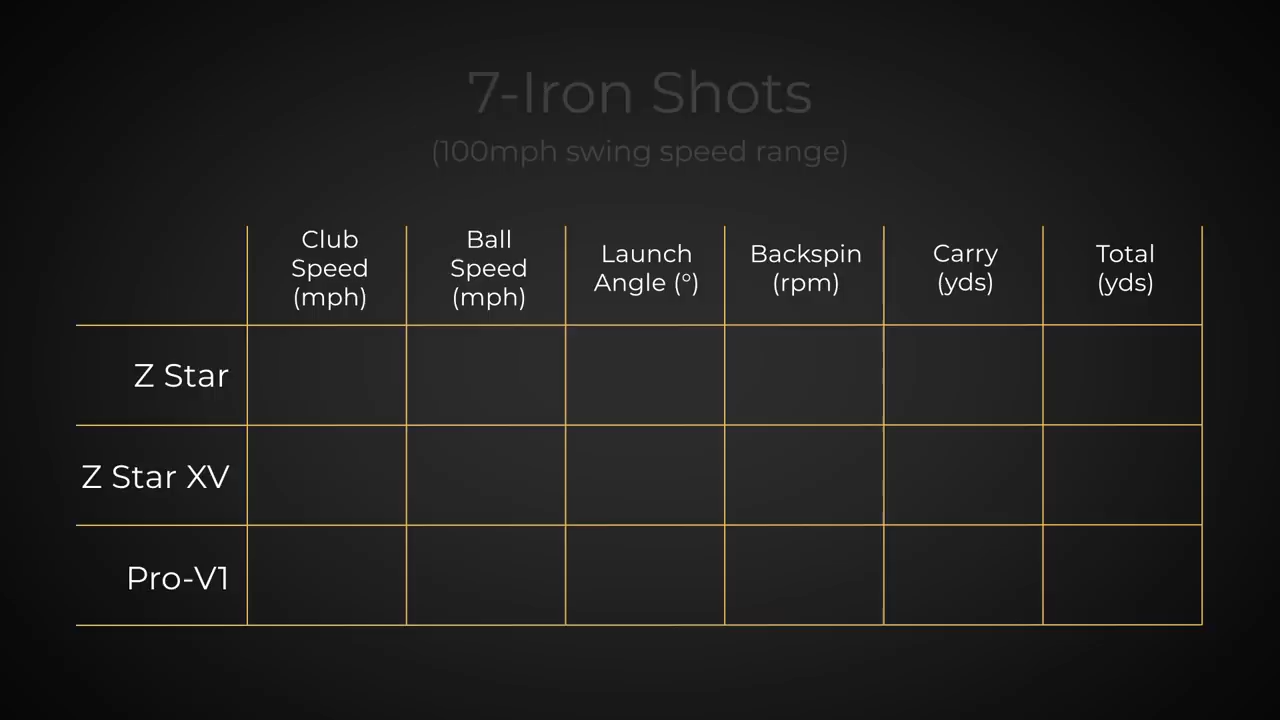 7-Iron Shots
(100mph swing speed range)
Club Speed (mph)
Ball Speed (mph)
Launch Angle (°)
Backspin (rpm)
Carry (yds)
Total (yds)
Z Star
Z Star XV
Pro-V1